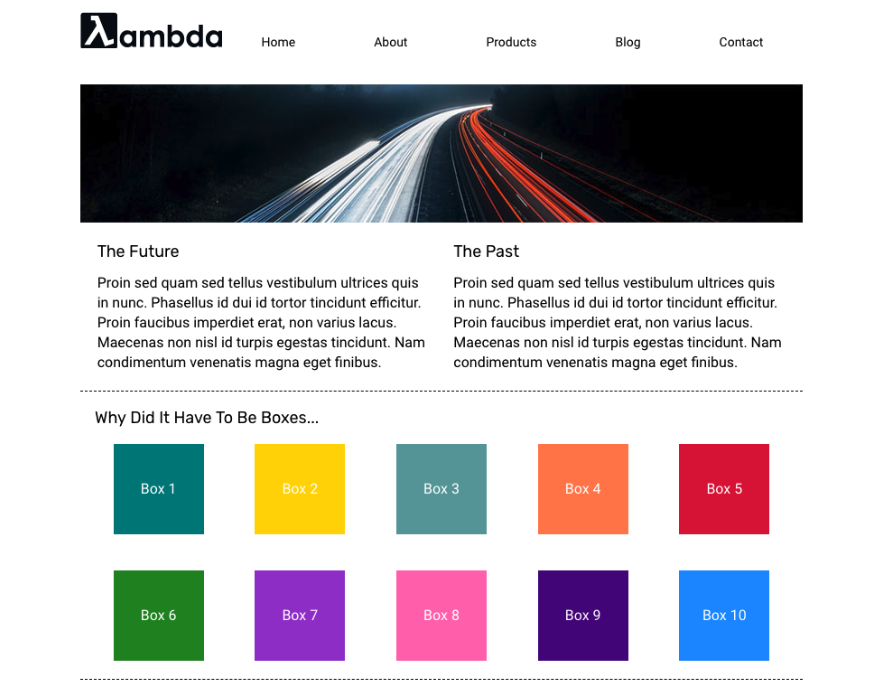 λambda
Home About Products Blog Contact
The Future
Proin sed quam sed tellus vestibulum ultrices quis
in nunc. Phasellus id dui id tortor tincidunt efficitur.
Proin faucibus imperdiet erat, non varius lacus.
Maecenas non nisl id turpis egestas tincidunt. Nam
condimentum venenatis magna eget finibus.
The Past
Proin sed quam sed tellus vestibulum ultrices quis
in nunc. Phasellus id dui id tortor tincidunt efficitur.
Proin faucibus imperdiet erat, non varius lacus.
Maecenas non nisl id turpis egestas tincidunt. Nam
condimentum venenatis magna eget finibus.
Why Did It Have To Be Boxes...
Box 1 Box 2 Box 3 Box 4 Box 5
Box 6 Box 7 Box 8 Box 9 Box 10